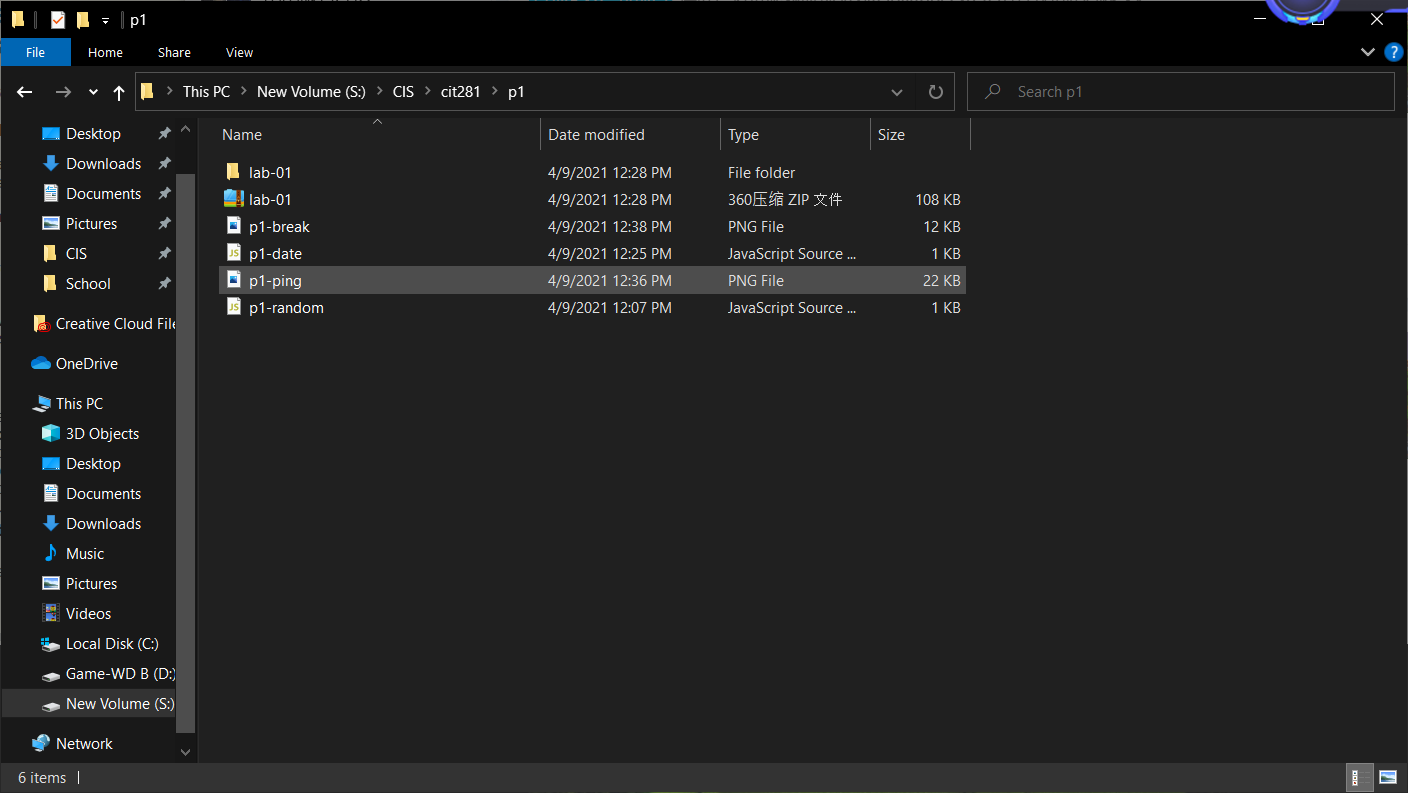 p1
File Home Share View
This PC New Volume (S:) CIS cit281 p1 Search p1
Desktop
Downloads
Documents
Pictures
CIS
School
Creative Cloud File
OneDrive
This PC
3D Objects
Desktop
Documents
Downloads
Music
Pictures
Videos
Local Disk (C:)
Game-WD B (D:)
New Volume (S:)
Network
Name Date modified Type Size
lab-01 4/9/2021 12:28 PM File folder
lab-01 4/9/2021 12:28 PM 360压缩 ZIP 文件 108 KB
p1-break 4/9/2021 12:38 PM PNG File 12 KB
p1-date 4/9/2021 12:25 PM JavaScript Source ... 1 KB
p1-ping 4/9/2021 12:36 PM PNG File 22 KB
p1-random 4/9/2021 12:07 PM JavaScript Source ... 1 KB
6 items